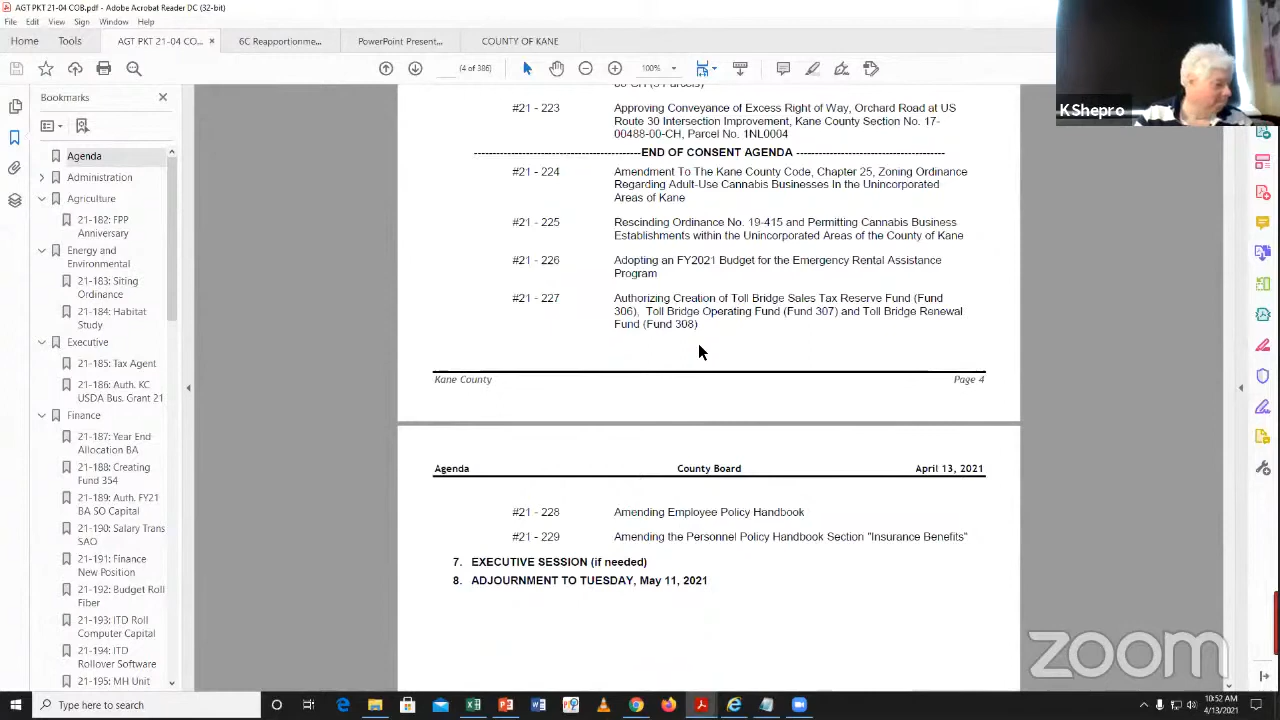 AGT PKT 21-04 COB.pdf - Adobe Acrobat Reader DC (32-bit)
File Edit View Sign Window Help
Home Tools AGT PKT 21-04 CO... × 6C Reapportionme... PowerPoint Present... COUNTY OF KANE
(4 of 386) 100%
KShepro
Bookmarks ×
Agenda
Administration
Agriculture
21-182: FPP
Anniversary
Energy and
Environmental
21-183: Siting
Ordinance
21-184: Habitat
Study
Executive
21-185: Tax Agent
21-186: Auth. KC
USDA Bus. Grant 21
Finance
21-187: Year End
Allocation BA
21-188: Creating
Fund 354
21-189: Auth. FY21
BA SO Capital
21-190: Salary Trans
SAO
21-191: Finance
New Position
21-192: Budget Roll
Fiber
21-193: ITD Roll
Computer Capital
21-194: ITD
Rollover Software
21-195: MH Unit
#21 - 223 Approving Conveyance of Excess Right of Way, Orchard Road at US
Route 30 Intersection Improvement, Kane County Section No. 17-
00488-00-CH, Parcel No. 1NL0004
-------------------------------------------END OF CONSENT AGENDA --------------------------------------
#21 - 224 Amendment To The Kane County Code, Chapter 25, Zoning Ordinance
Regarding Adult-Use Cannabis Businesses In the Unincorporated
Areas of Kane
#21 - 225 Rescinding Ordinance No. 19-415 and Permitting Cannabis Business
Establishments within the Unincorporated Areas of the County of Kane
#21 - 226 Adopting an FY2021 Budget for the Emergency Rental Assistance
Program
#21 - 227 Authorizing Creation of Toll Bridge Sales Tax Reserve Fund (Fund
306), Toll Bridge Operating Fund (Fund 307) and Toll Bridge Renewal
Fund (Fund 308)
Kane County Page 4
Agenda County Board April 13, 2021
#21 - 228 Amending Employee Policy Handbook
#21 - 229 Amending the Personnel Policy Handbook Section "Insurance Benefits"
7. EXECUTIVE SESSION (if needed)
8. ADJOURNMENT TO TUESDAY, May 11, 2021
zoom
Type here to search
10:52 AM
4/13/2021